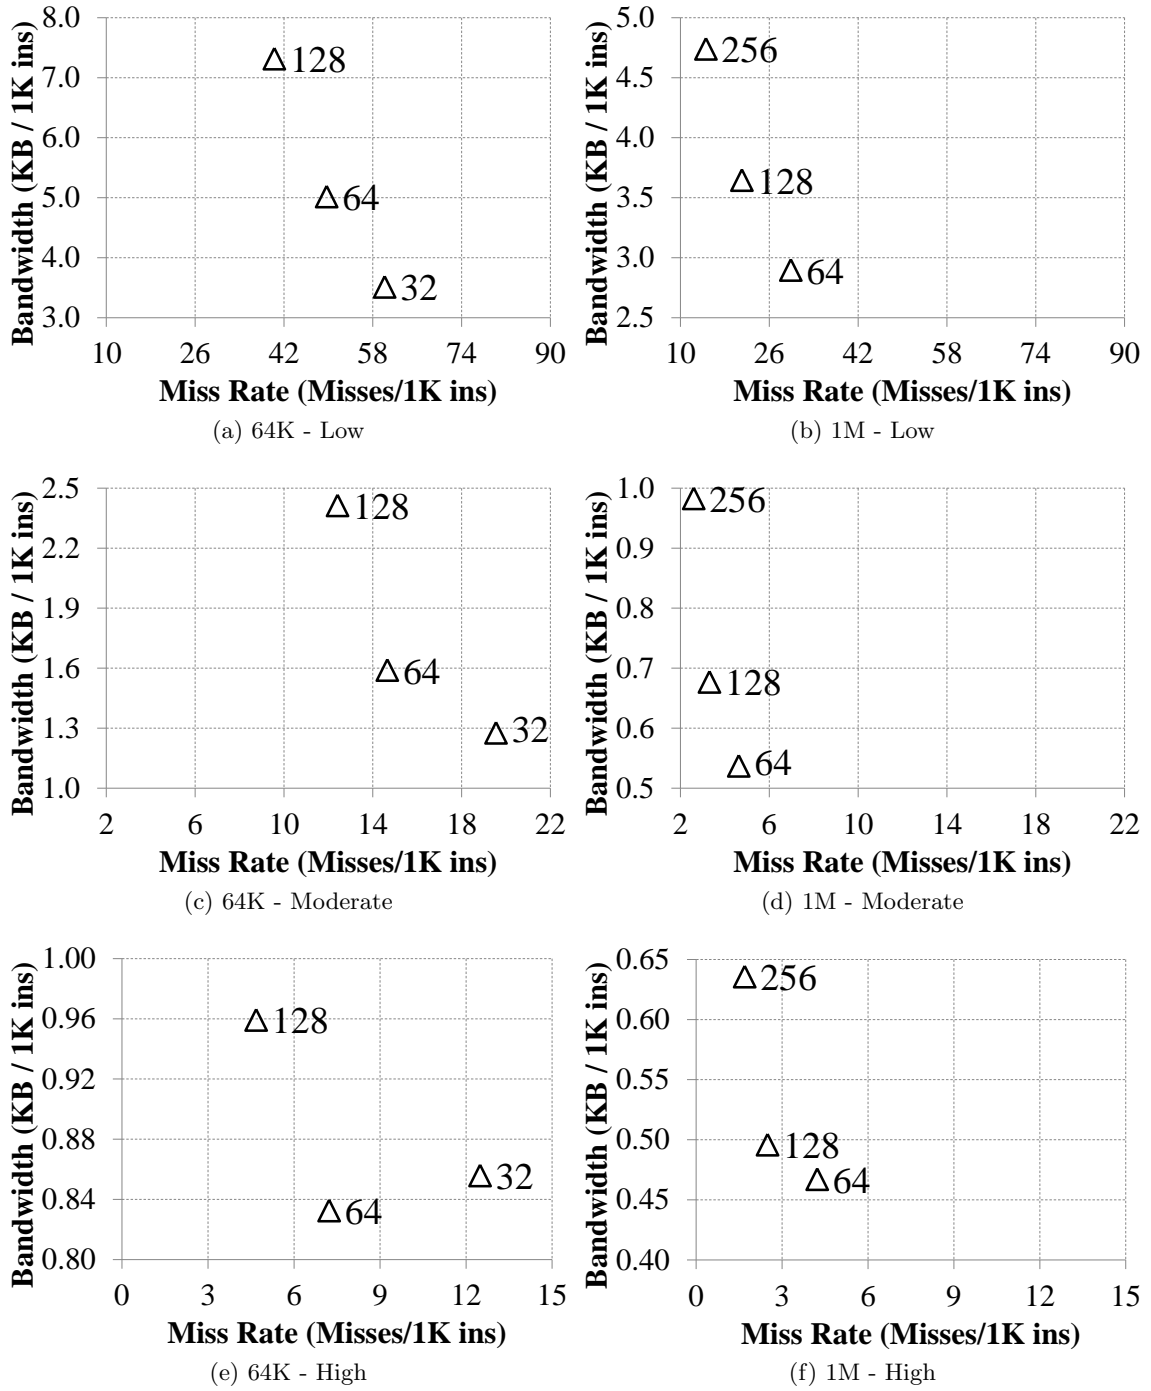 8.0
7.0
6.0
5.0
4.0
3.0
Bandwidth (KB / 1K ins)
128
64
32
10 26 42 58 74 90
Miss Rate (Misses/1K ins)
(a) 64K - Low
5.0
4.5
4.0
3.5
3.0
2.5
Bandwidth (KB / 1K ins)
256
128
64
10 26 42 58 74 90
Miss Rate (Misses/1K ins)
(b) 1M - Low
2.5
2.2
1.9
1.6
1.3
1.0
Bandwidth (KB / 1K ins)
128
64
32
2 6 10 14 18 22
Miss Rate (Misses/1K ins)
(c) 64K - Moderate
1.0
0.9
0.8
0.7
0.6
0.5
Bandwidth (KB / 1K ins)
256
128
64
2 6 10 14 18 22
Miss Rate (Misses/1K ins)
(d) 1M - Moderate
1.00
0.96
0.92
0.88
0.84
0.80
Bandwidth (KB / 1K ins)
128
32
64
0 3 6 9 12 15
Miss Rate (Misses/1K ins)
(e) 64K - High
0.65
0.60
0.55
0.50
0.45
0.40
Bandwidth (KB / 1K ins)
256
128
64
0 3 6 9 12 15
Miss Rate (Misses/1K ins)
(f) 1M - High